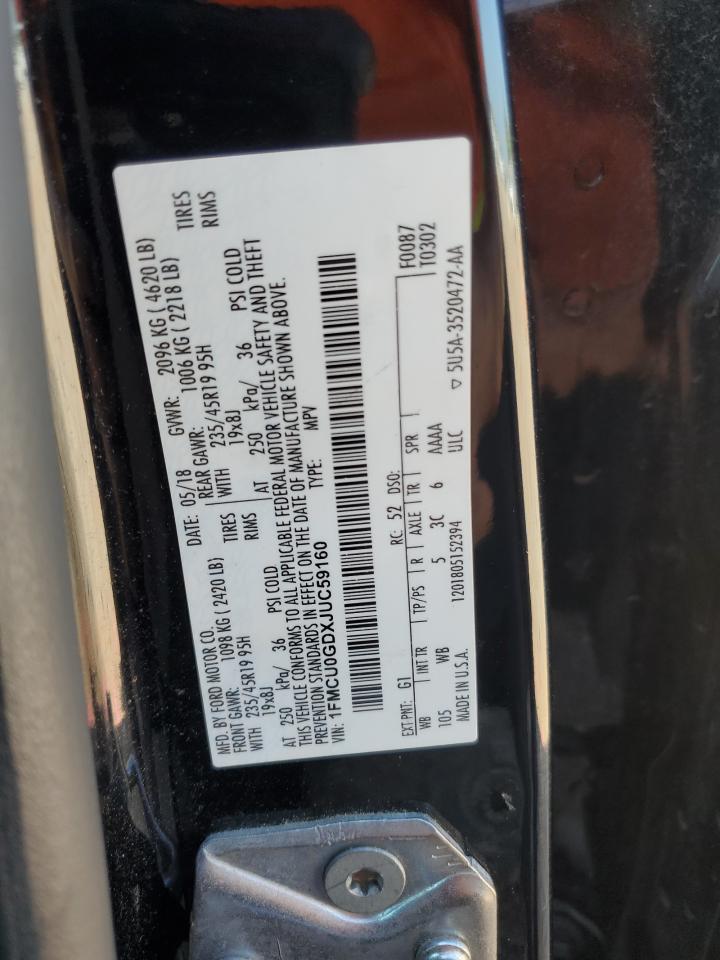 MFD. BY FORD MOTOR CO. DATE: 05/18 GVWR: 2096 KG ( 4620 LB)
FRONT GAWR: 1098 KG ( 2420 LB) REAR GAWR: 1006 KG ( 2218 LB)
WITH 235/45R19 95H TIRES WITH 235/45R19 95H TIRES
19x8J RIMS 19x8J RIMS
AT 250 kPa/ 36 PSI COLD AT 250 kPa/ 36 PSI COLD
THIS VEHICLE CONFORMS TO ALL APPLICABLE FEDERAL MOTOR VEHICLE SAFETY AND THEFT
PREVENTION STANDARDS IN EFFECT ON THE DATE OF MANUFACTURE SHOWN ABOVE.
VIN: 1FMCU0GDXJUC59160 TYPE: MPV
EXT PNT: G1 RC: 52 DSO: F0087
WB INT TR TP/PS R AXLE TR SPR T0302
105 WB 5 3C 6 AAAA
MADE IN U.S.A. 1201805152394 ULC ▽ 5U5A-3520472-AA